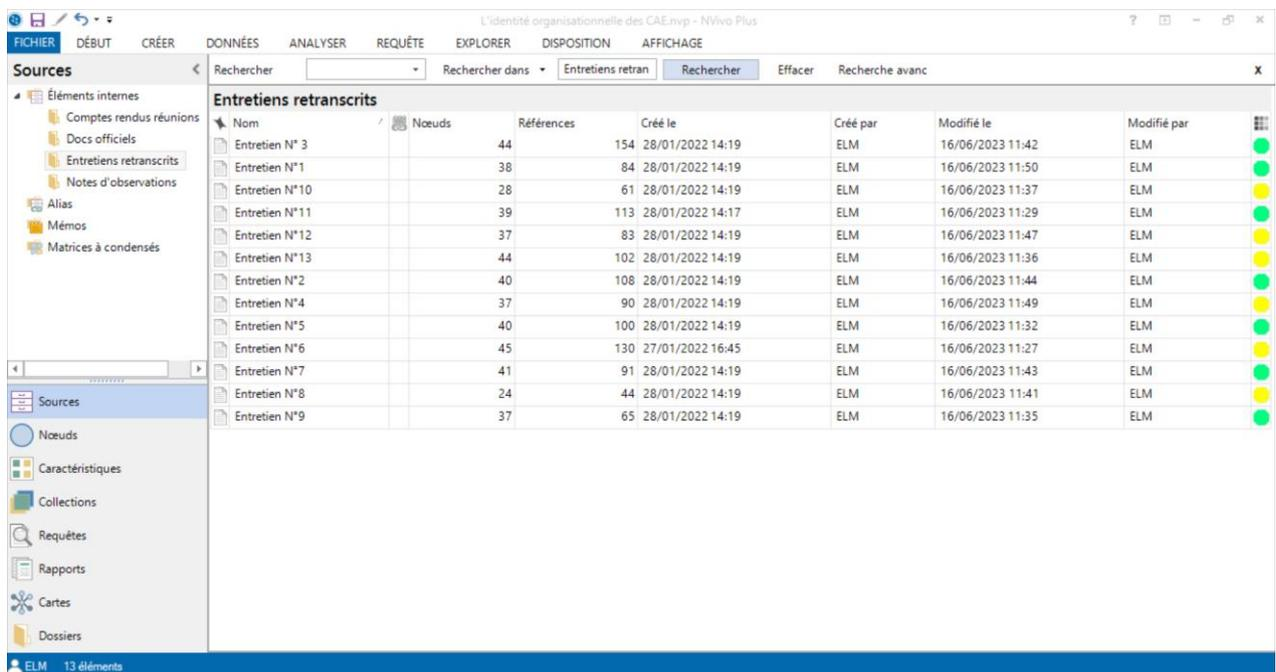 L'identité organisationnelle des CAE.nvp - NVivo Plus
FICHIER DÉBUT CRÉER DONNÉES ANALYSER REQUÊTE EXPLORER DISPOSITION AFFICHAGE
Sources
Rechercher Rechercher dans Entretiens retran Rechercher Effacer Recherche avanc X
Éléments internes
Comptes rendus réunions
Docs officiels
Entretiens retranscrits
Notes d'observations
Alias
Mémos
Matrices à condensés
Entretiens retranscrits
Nom Nœuds Références Créé le Créé par Modifié le Modifié par
Entretien N° 3 44 154 28/01/2022 14:19 ELM 16/06/2023 11:42 ELM
Entretien N°1 38 84 28/01/2022 14:19 ELM 16/06/2023 11:50 ELM
Entretien N°10 28 61 28/01/2022 14:19 ELM 16/06/2023 11:37 ELM
Entretien N°11 39 113 28/01/2022 14:17 ELM 16/06/2023 11:29 ELM
Entretien N°12 37 83 28/01/2022 14:19 ELM 16/06/2023 11:47 ELM
Entretien N°13 44 102 28/01/2022 14:19 ELM 16/06/2023 11:36 ELM
Entretien N°2 40 108 28/01/2022 14:19 ELM 16/06/2023 11:44 ELM
Entretien N°4 37 90 28/01/2022 14:19 ELM 16/06/2023 11:49 ELM
Entretien N°5 40 100 28/01/2022 14:19 ELM 16/06/2023 11:32 ELM
Entretien N°6 45 130 27/01/2022 16:45 ELM 16/06/2023 11:27 ELM
Entretien N°7 41 91 28/01/2022 14:19 ELM 16/06/2023 11:43 ELM
Entretien N°8 24 44 28/01/2022 14:19 ELM 16/06/2023 11:41 ELM
Entretien N°9 37 65 28/01/2022 14:19 ELM 16/06/2023 11:35 ELM
Sources
Nœuds
Caractéristiques
Collections
Requêtes
Rapports
Cartes
Dossiers
ELM 13 éléments